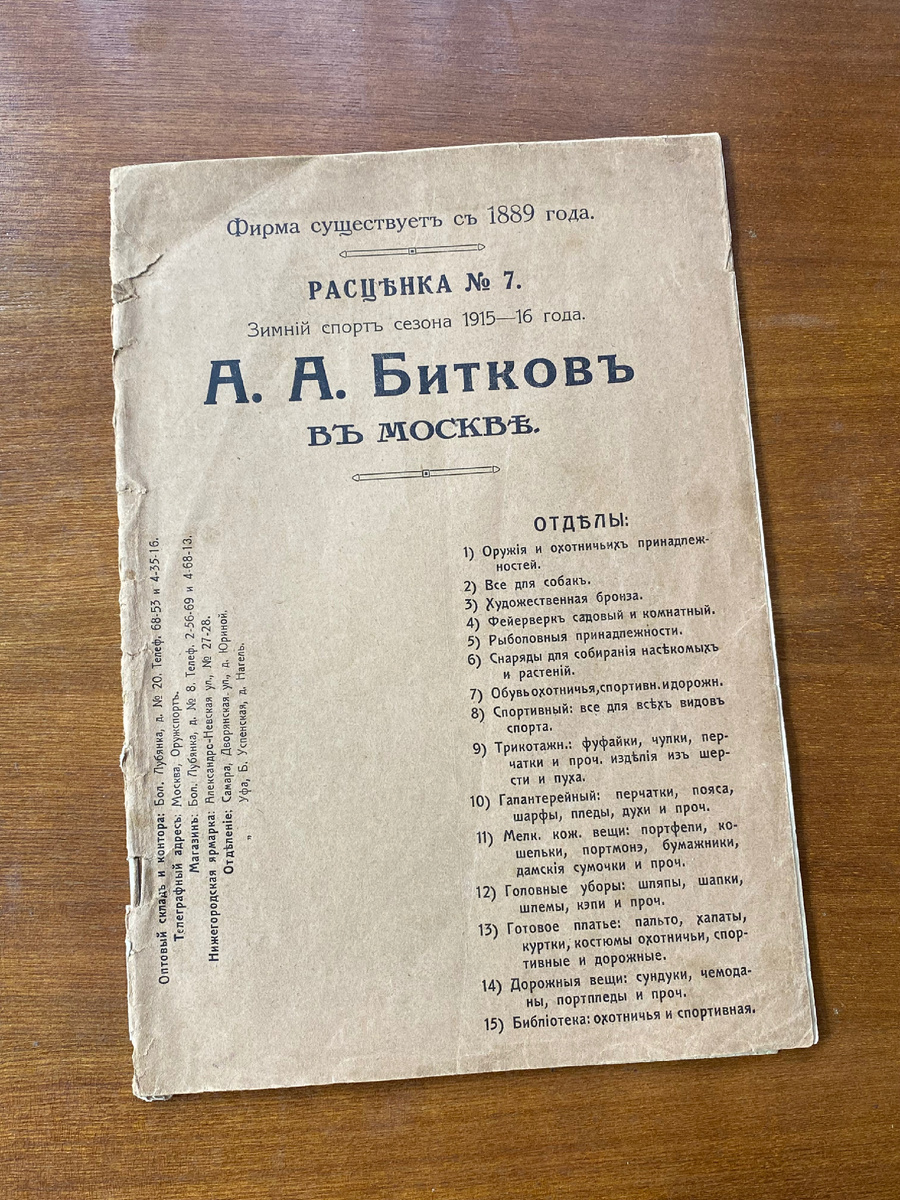 Фирма существуетъ съ 1889 года.
РАСЦѢНКА № 7.
Зимній спортъ сезона 1915—16 года.
А. А. Битковъ
ВЪ МОСКВѢ.
ОТДѢЛЫ:
1) Оружія и охотничьихъ принадлеж-
ностей.
2) Все для собакъ.
3) Художественная бронза.
4) Фейерверкъ садовый и комнатный.
5) Рыболовныя принадлежности.
6) Снаряды для собиранія насѣкомыхъ
и растеній.
7) Обувь охотничья, спортивн. и дорожн.
8) Спортивный: все для всѣхъ видовъ
спорта.
9) Трикотажн.: фуфайки, чулки, пер-
чатки и проч. издѣлія изъ шер-
сти и пуха.
10) Галантерейный: перчатки, пояса,
шарфы, пледы, духи и проч.
11) Мелк. кож. вещи: портфели, ко-
шельки, портмонэ, бумажники,
дамскія сумочки и проч.
12) Головные уборы: шляпы, шапки,
шлемы, кэпи и проч.
13) Готовое платье: пальто, халаты,
куртки, костюмы охотничьи, спор-
тивные и дорожные.
14) Дорожныя вещи: сундуки, чемода-
ны, портпледы и проч.
15) Библіотека: охотничья и спортивная.
Оптовый складъ и контора: Бол. Лубянка, д. № 20. Телеф. 68-53 и 4-35-16.
Телеграфный адресъ: Москва, Оружспортъ.
Магазинъ: Бол. Лубянка, д. № 8. Телеф. 2-56-69 и 4-68-13.
Нижегородская ярмарка: Александро-Невская ул., № 27-28.
Отдѣленіе: Самара, Дворянская ул., д. Юриной.
„ Уфа, Б. Успенская, д. Нагель.